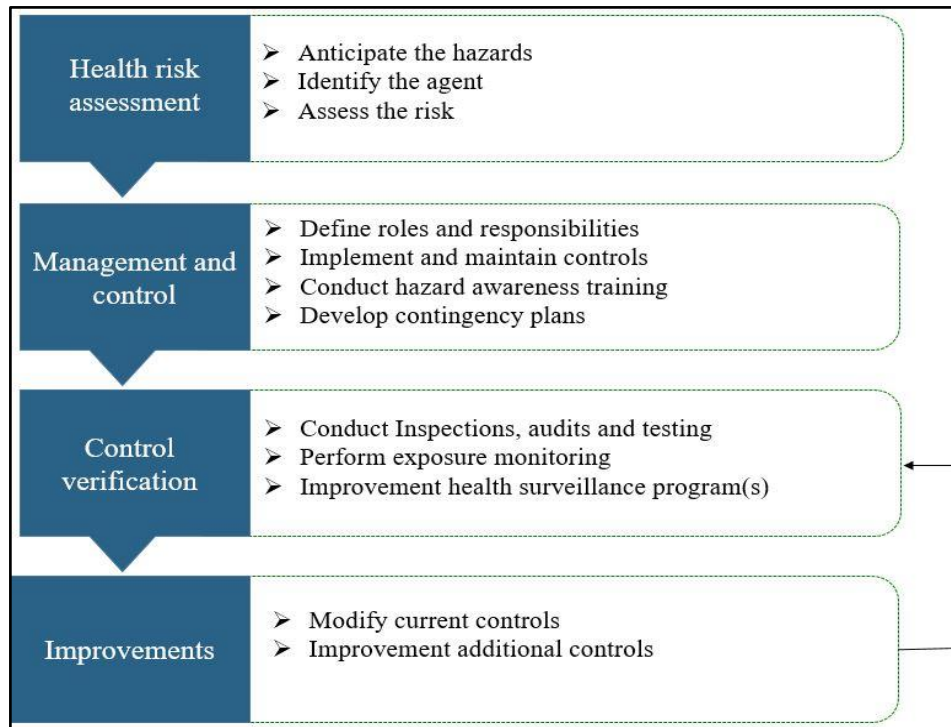 Health risk
assessment
➢ Anticipate the hazards
➢ Identify the agent
➢ Assess the risk
Management and
control
➢ Define roles and responsibilities
➢ Implement and maintain controls
➢ Conduct hazard awareness training
➢ Develop contingency plans
Control
verification
➢ Conduct Inspections, audits and testing
➢ Perform exposure monitoring
➢ Improvement health surveillance program(s)
Improvements
➢ Modify current controls
➢ Improvement additional controls